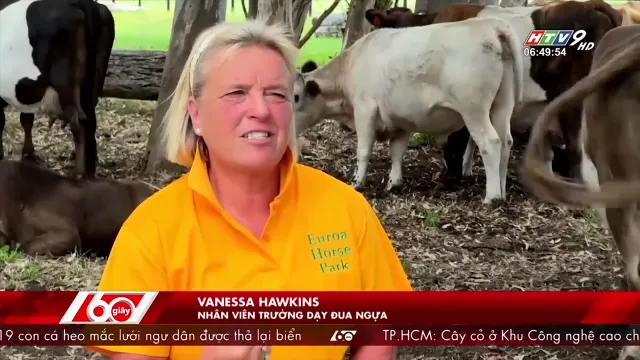 HTV9 HD
06:49:54
Euroa
Horse
Park
60 giây
VANESSA HAWKINS
NHÂN VIÊN TRƯỜNG DẠY ĐUA NGỰA
19 con cá heo mắc lưới ngư dân được thả lại biển 60 TP.HCM: Cây cỏ ở Khu Công nghệ cao ch